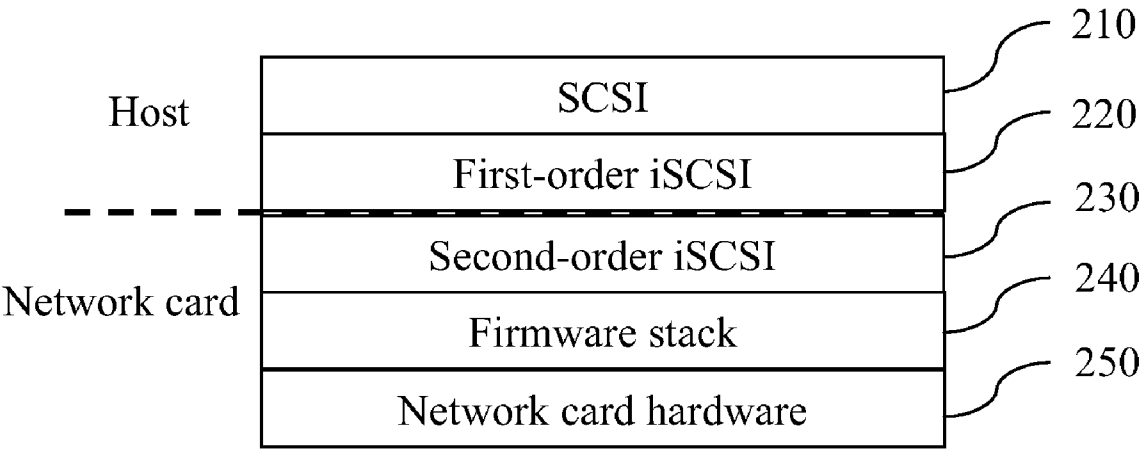 210
SCSI
Host
220
First-order iSCSI
230
Second-order iSCSI
Network card
240
Firmware stack
250
Network card hardware